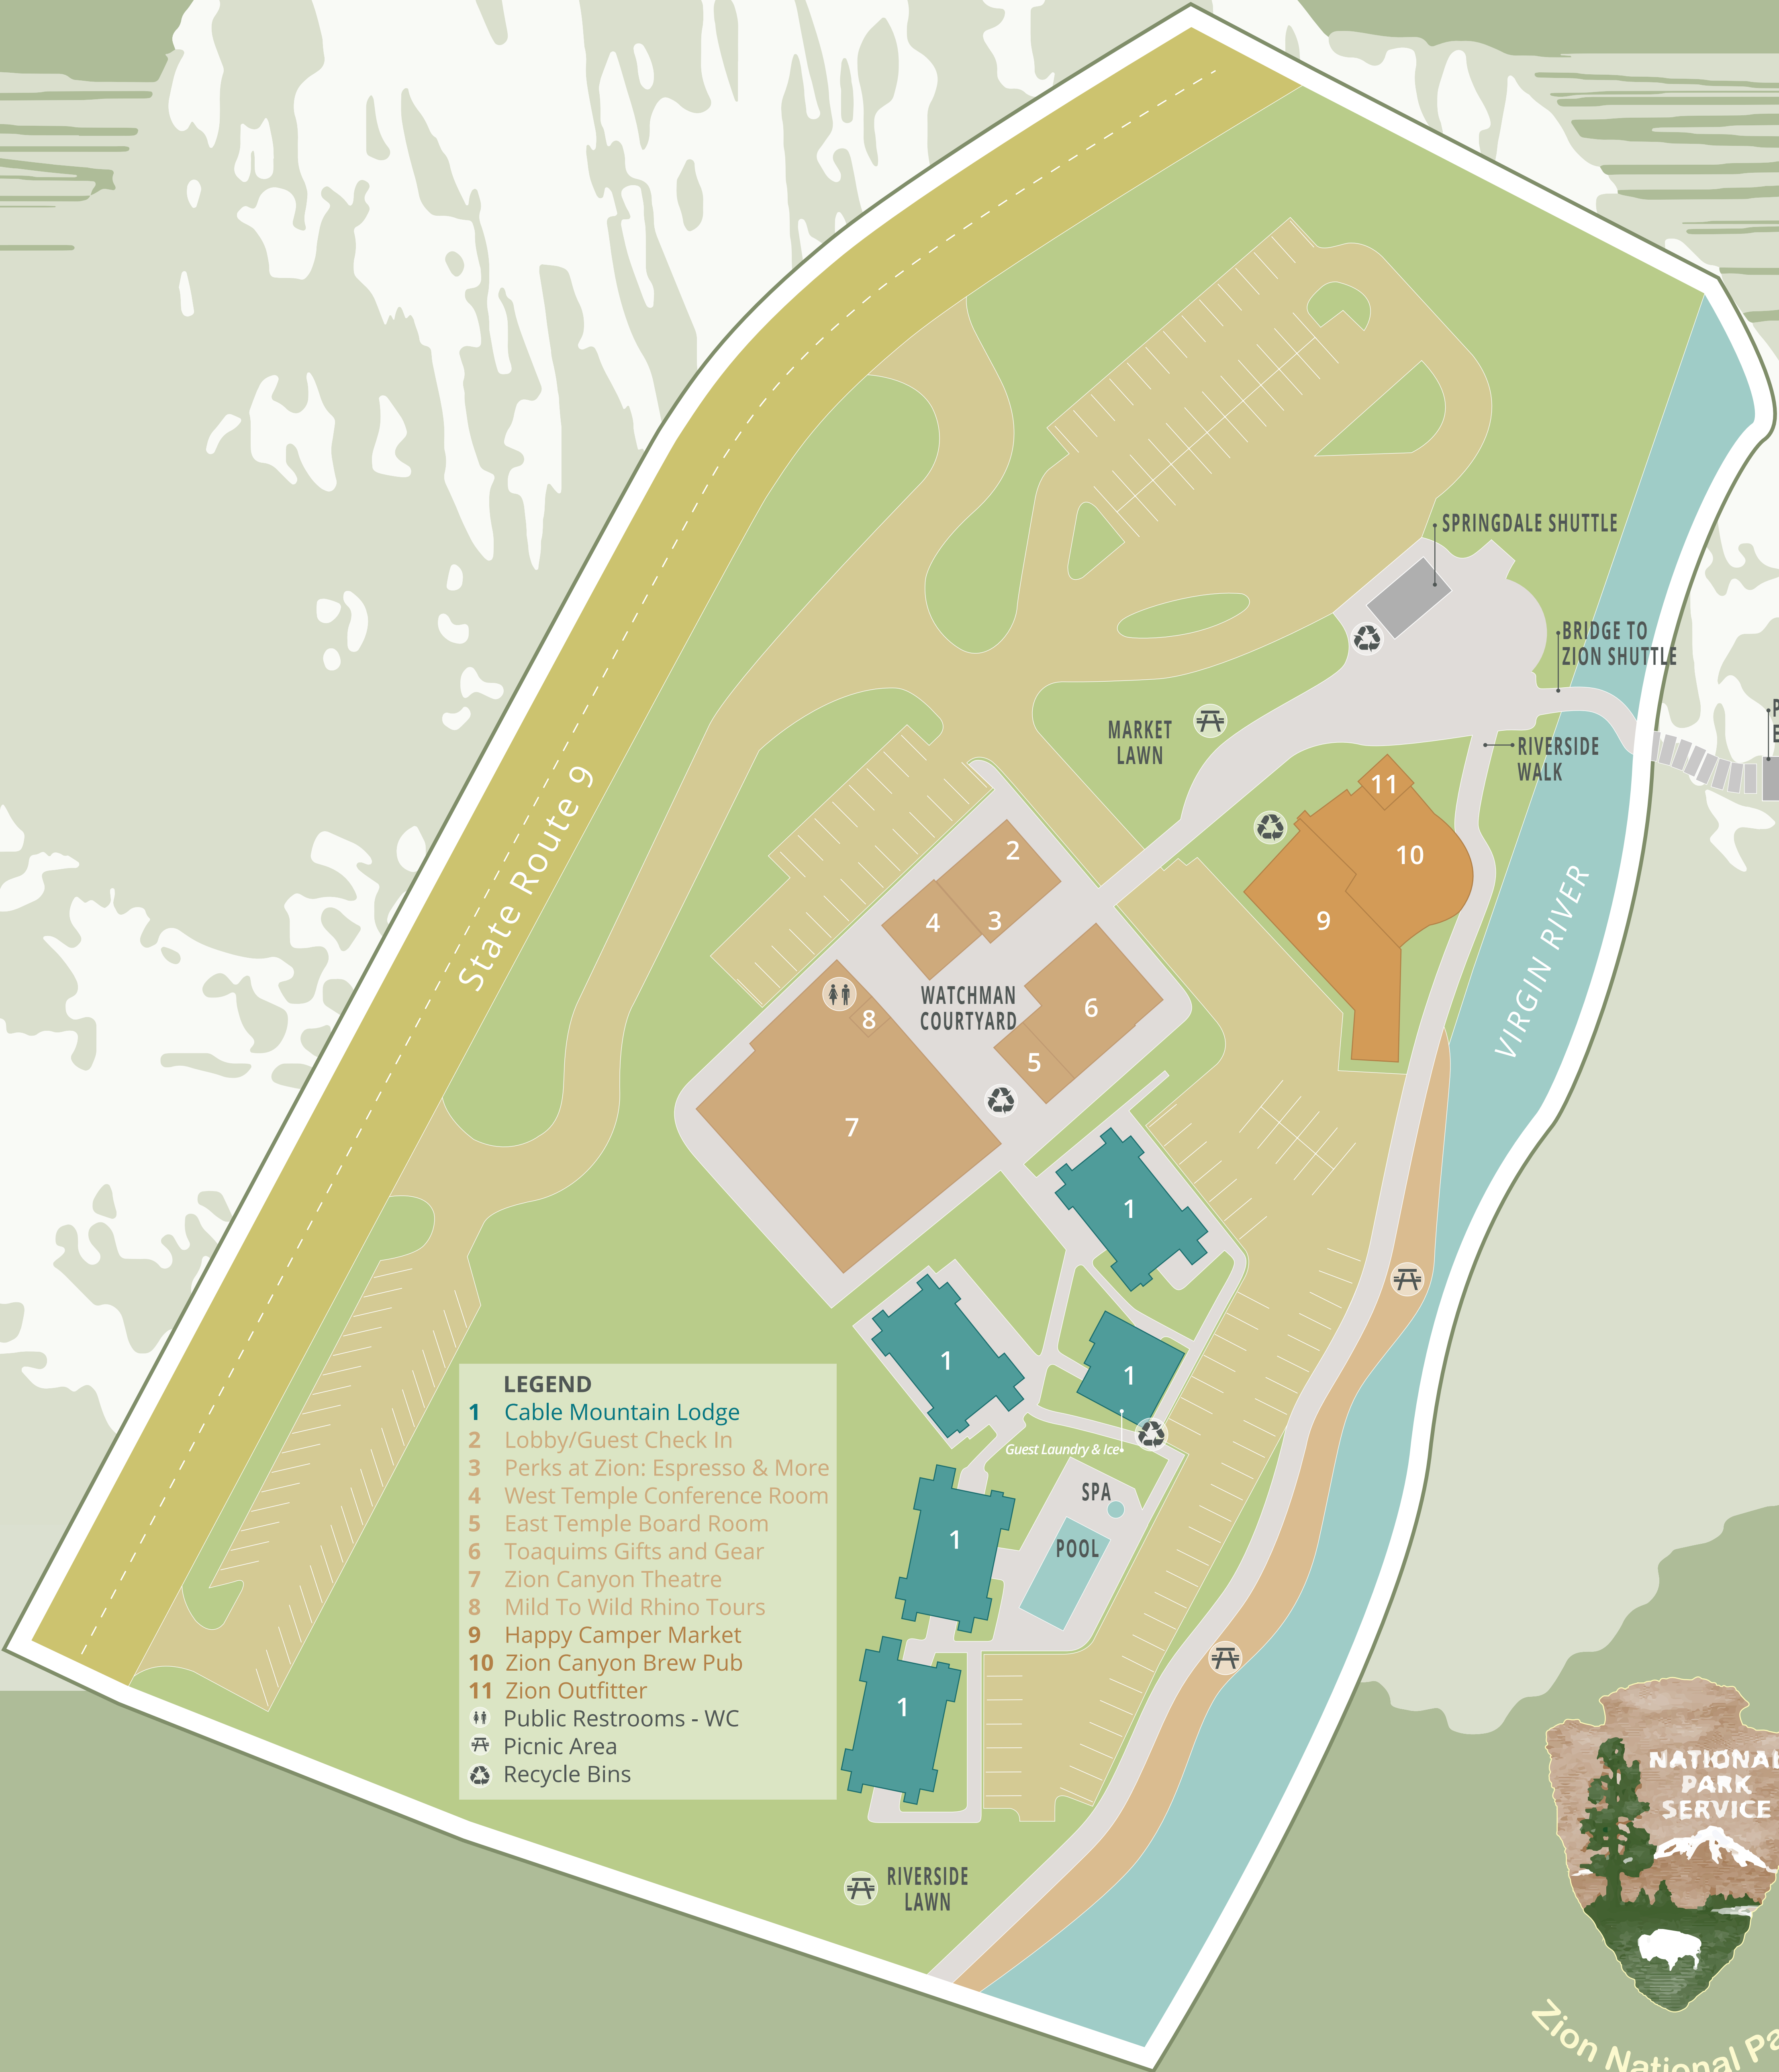 SPRINGDALE SHUTTLE
BRIDGE TO
ZION SHUTTLE
MARKET
LAWN
RIVERSIDE
WALK
State Route 9
VIRGIN RIVER
11
10
9
2
3
4
WATCHMAN
COURTYARD
6
5
8
7
1
1
1
Guest Laundry & Ice
SPA
POOL
1
1
RIVERSIDE
LAWN
LEGEND
1 Cable Mountain Lodge
2 Lobby/Guest Check In
3 Perks at Zion: Espresso & More
4 West Temple Conference Room
5 East Temple Board Room
6 Toaquims Gifts and Gear
7 Zion Canyon Theatre
8 Mild To Wild Rhino Tours
9 Happy Camper Market
10 Zion Canyon Brew Pub
11 Zion Outfitter
Public Restrooms - WC
Picnic Area
Recycle Bins
NATIONAL
PARK
SERVICE
Zion National Pa